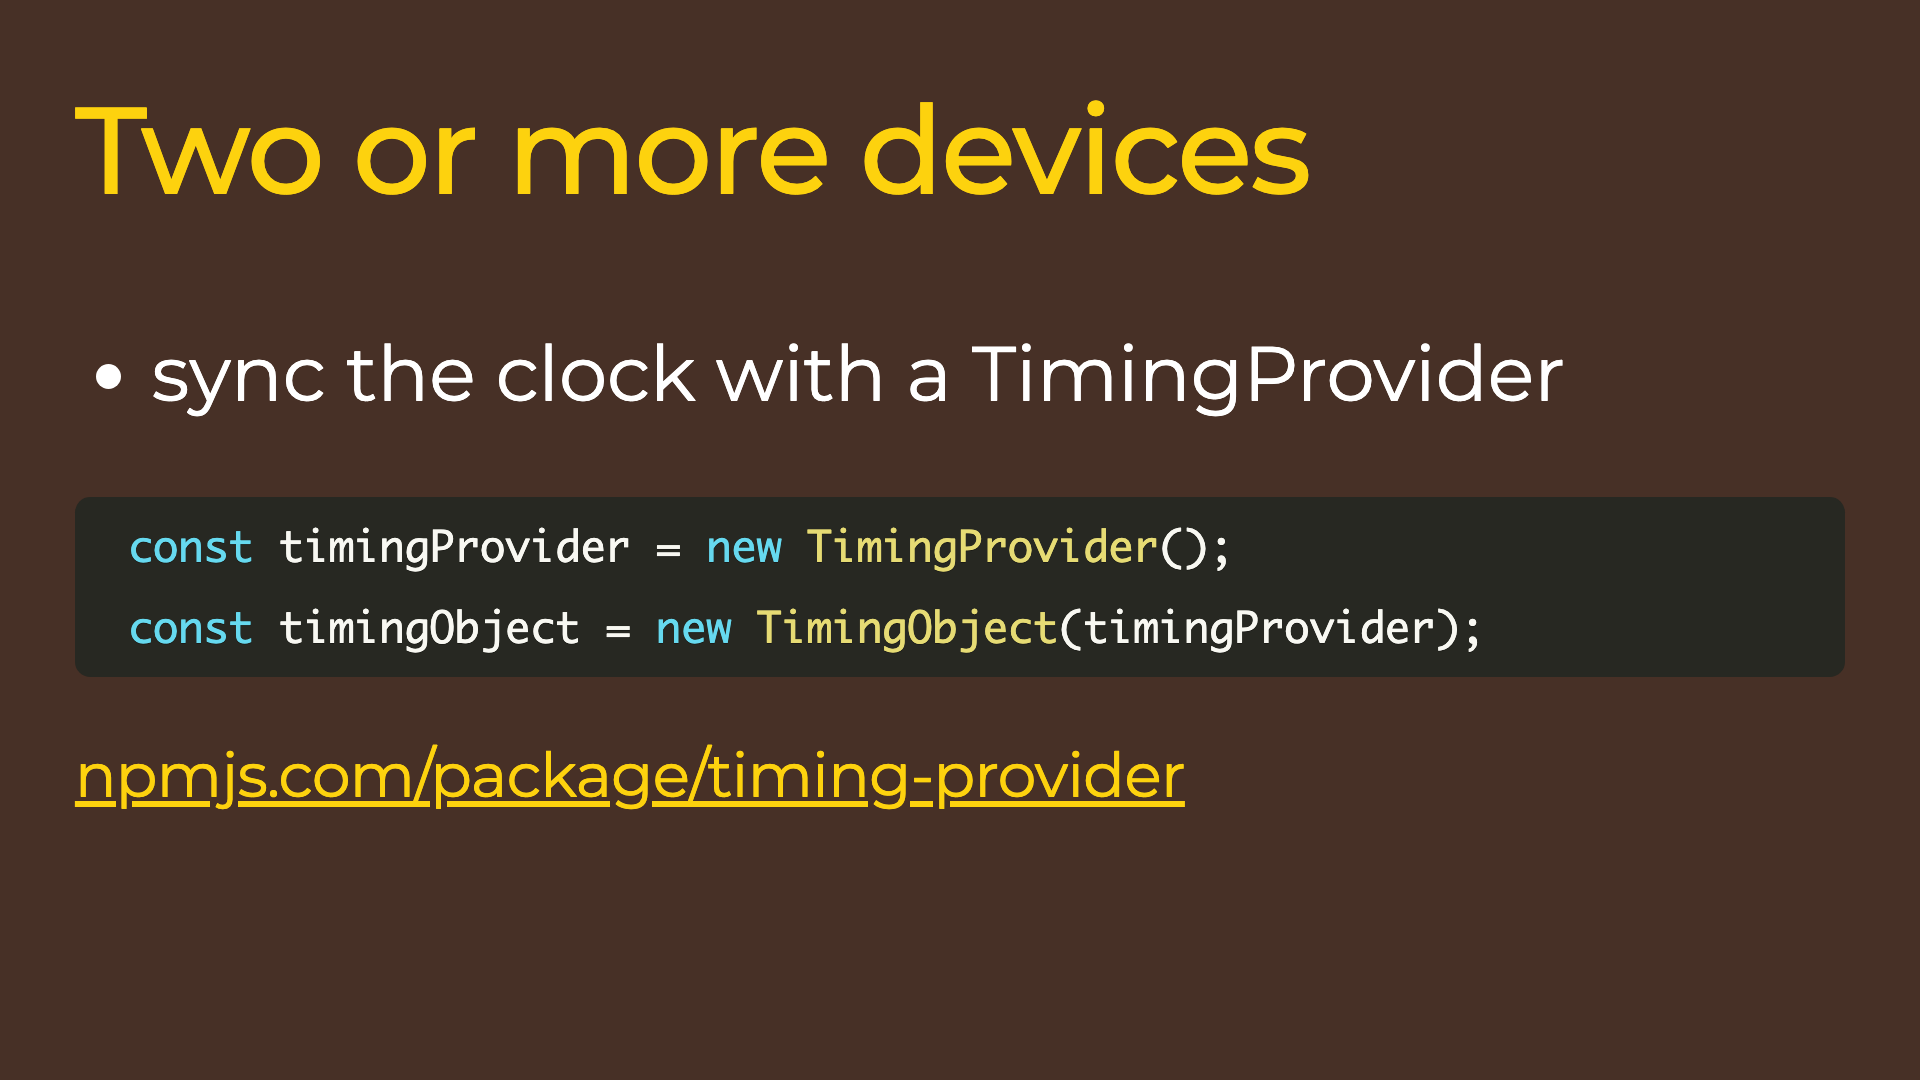 Two or more devices
• sync the clock with a TimingProvider
const timingProvider = new TimingProvider();
const timingObject = new TimingObject(timingProvider);
npmjs.com/package/timing-provider